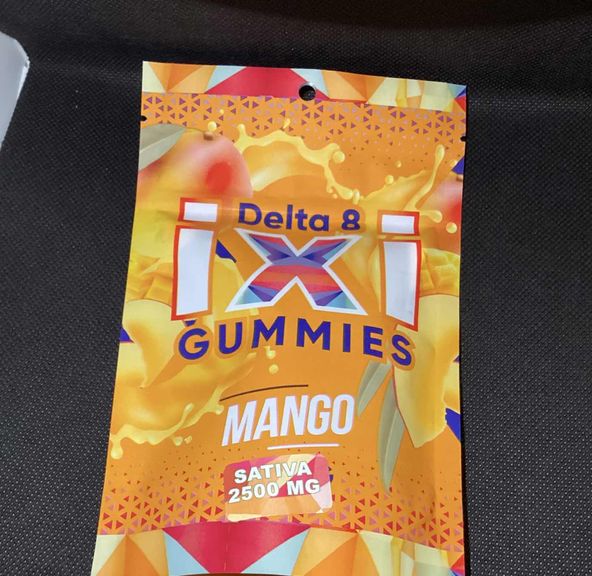 Delta 8
ixi
GUMMIES
MANGO
SATIVA
2500 MG